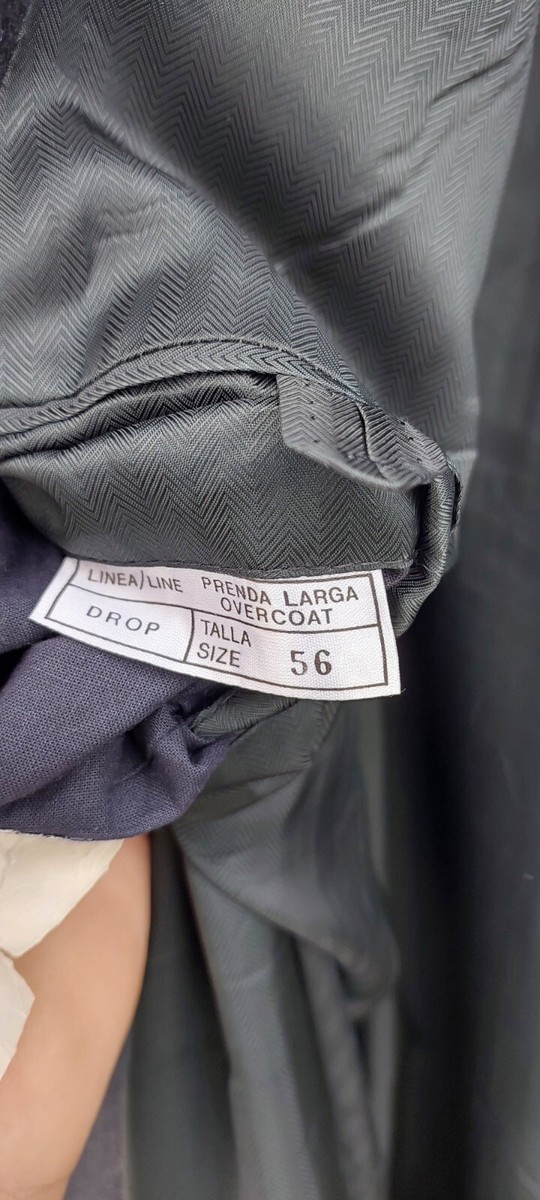 LINEA/LINE PRENDA LARGA
OVERCOAT
DROP
TALLA
SIZE 56